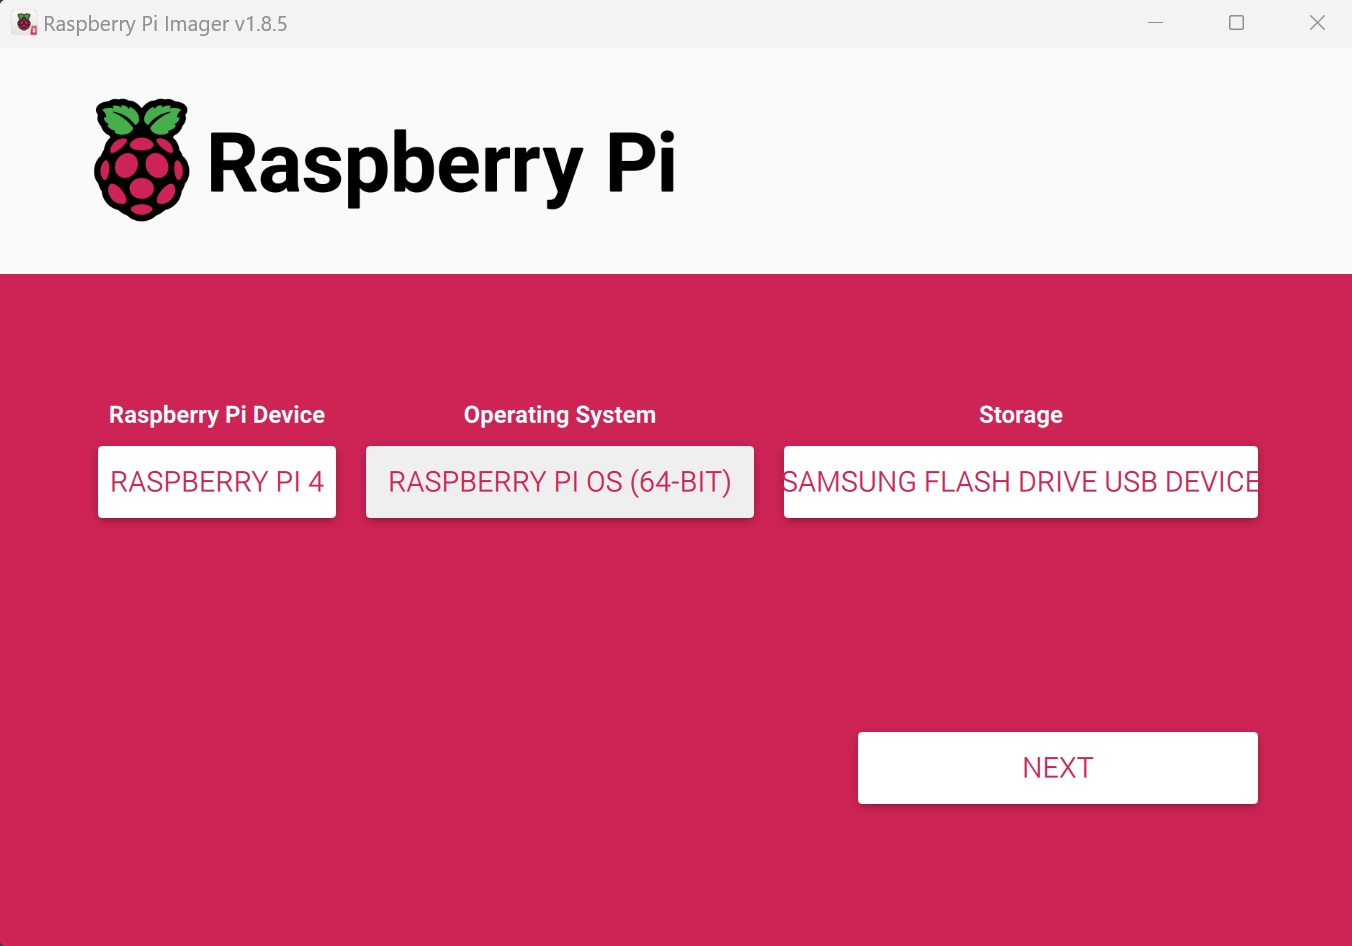 Raspberry Pi Imager v1.8.5
Raspberry Pi
Raspberry Pi Device
Operating System
Storage
RASPBERRY PI 4
RASPBERRY PI OS (64-BIT)
SAMSUNG FLASH DRIVE USB DEVICE
NEXT